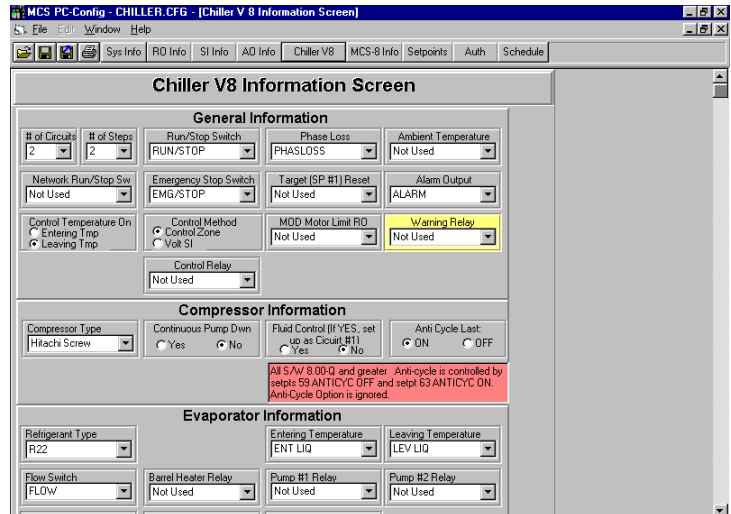 MCS PC-Config - CHILLER.CFG - [Chiller V 8 Information Screen]
File Edit Window Help
Sys Info RO Info SI Info AO Info Chiller V8 MCS-8 Info Setpoints Auth Schedule
Chiller V8 Information Screen
General Information
# of Circuits # of Steps Run/Stop Switch Phase Loss Ambient Temperature
2 2 RUN/STOP PHASLOSS Not Used
Network Run/Stop Sw Emergency Stop Switch Target (SP #1) Reset Alarm Output
Not Used EMG/STOP Not Used ALARM
Control Temperature On Control Method MOD Motor Limit RO Warning Relay
Entering Tmp Control Zone Not Used Not Used
Leaving Tmp Volt SI
Control Relay
Not Used
Compressor Information
Compressor Type Continuous Pump Dwn Fluid Control (If YES, set Anti Cycle Last:
up as Cicuirt #1)
Hitachi Screw Yes No Yes No ON OFF
All S/W 8.00-Q and greater Anti-cycle is controlled by
setpts 59 ANTICYC OFF and setpt 63 ANTICYC ON.
Anti-Cycle Option is ignored.
Evaporator Information
Refrigerant Type Entering Temperature Leaving Temperature
R22 ENT LIQ LEV LIQ
Flow Switch Barrel Heater Relay Pump #1 Relay Pump #2 Relay
FLOW Not Used Not Used Not Used